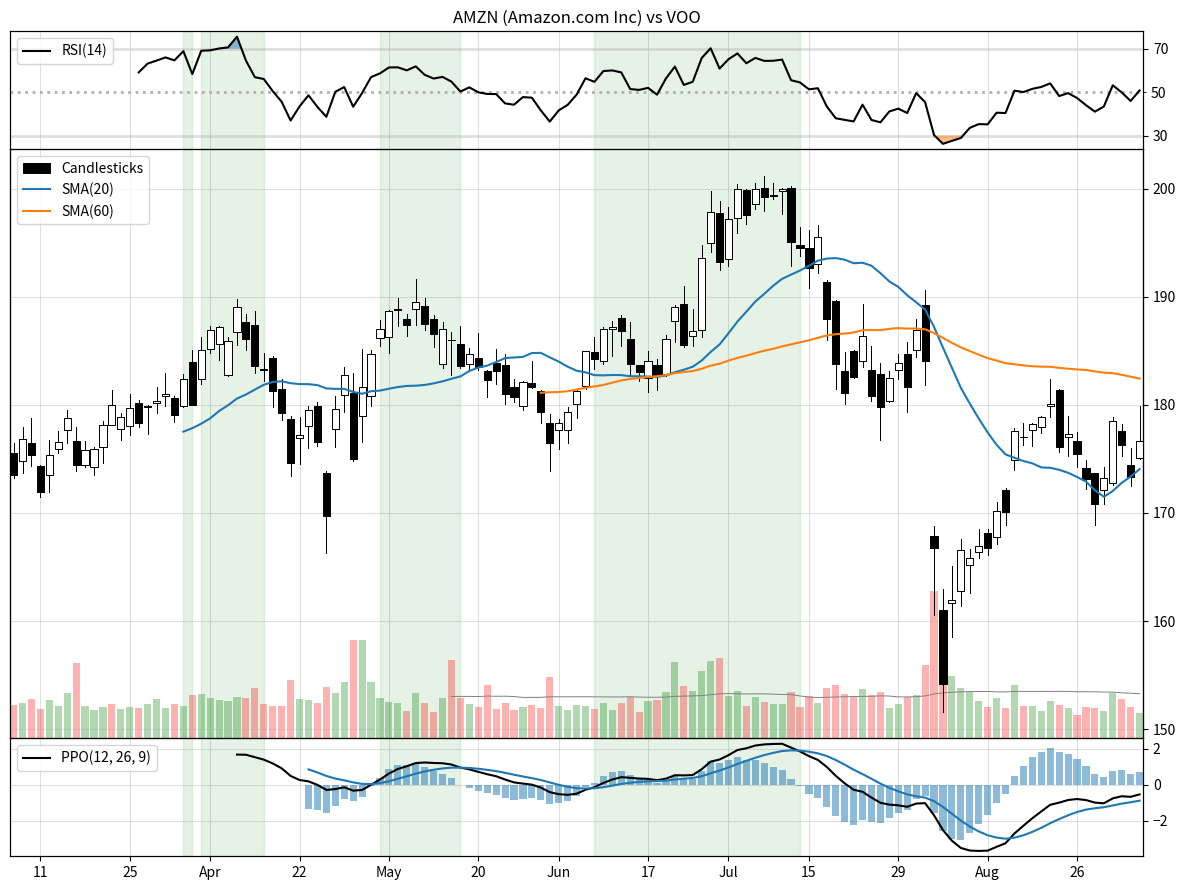 AMZN (Amazon.com Inc) vs VOO
RSI(14)
70
50
30
Candlesticks
SMA(20)
SMA(60)
200
190
180
170
160
150
PPO(12, 26, 9)
2
0
−2
11 25 Apr 22 May 20 Jun 17 Jul 15 29 Aug 26